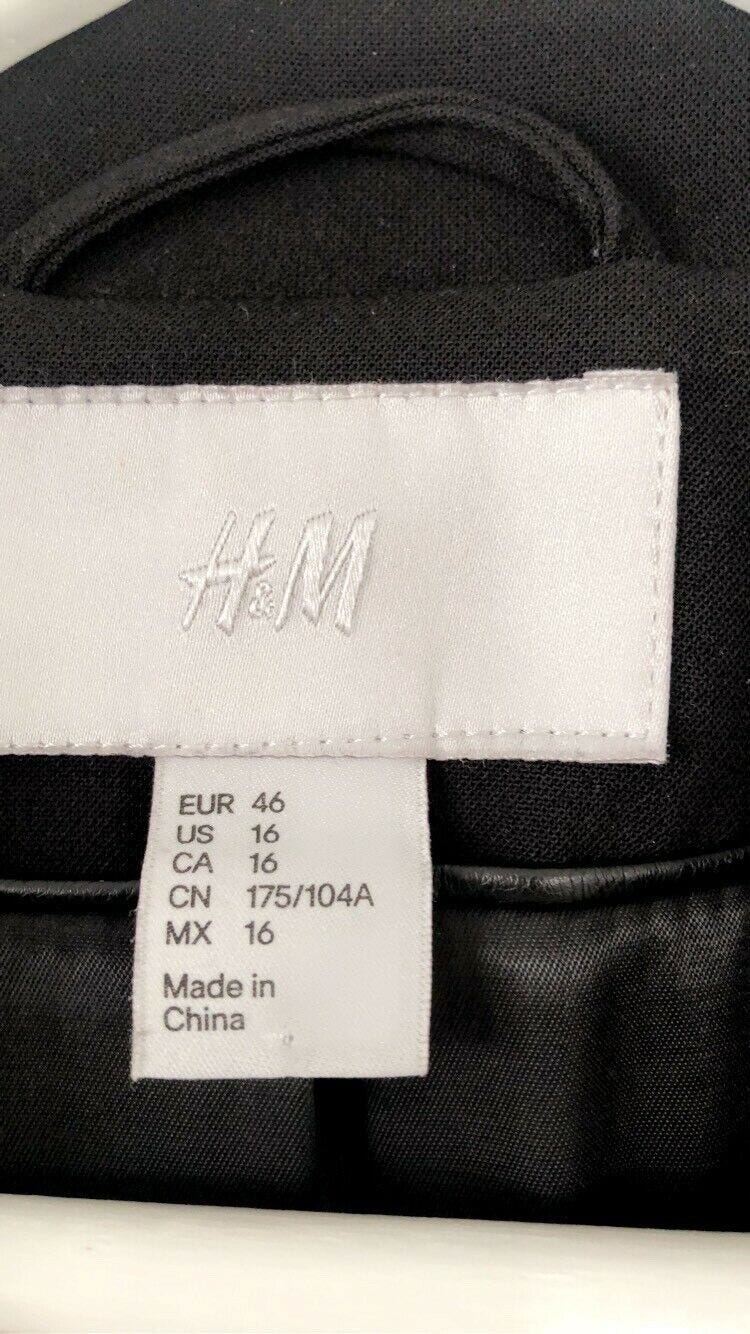 H&M
EUR 46
US 16
CA 16
CN 175/104A
MX 16
Made in
China